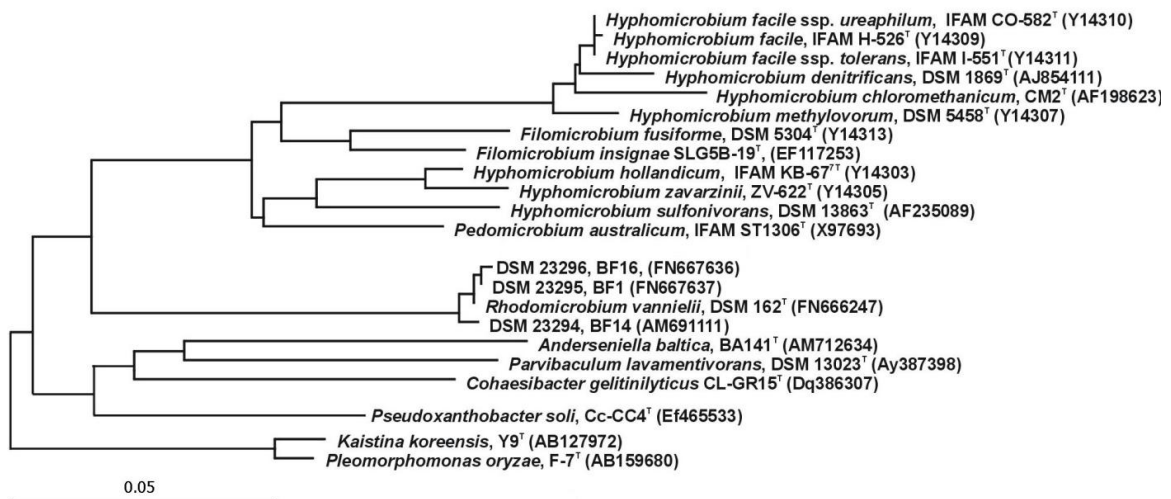 Hyphomicrobium facile ssp. ureaphilum, IFAM CO-582ᵀ (Y14310)
Hyphomicrobium facile, IFAM H-526ᵀ (Y14309)
Hyphomicrobium facile ssp. tolerans, IFAM I-551ᵀ (Y14311)
Hyphomicrobium denitrificans, DSM 1869ᵀ (AJ854111)
Hyphomicrobium chloromethanicum, CM2ᵀ (AF198623)
Hyphomicrobium methylovorum, DSM 5458ᵀ (Y14307)
Filomicrobium fusiforme, DSM 5304ᵀ (Y14313)
Filomicrobium insignae SLG5B-19ᵀ, (EF117253)
Hyphomicrobium hollandicum, IFAM KB-67⁷ᵀ (Y14303)
Hyphomicrobium zavarzinii, ZV-622ᵀ (Y14305)
Hyphomicrobium sulfonivorans, DSM 13863ᵀ (AF235089)
Pedomicrobium australicum, IFAM ST1306ᵀ (X97693)
DSM 23296, BF16, (FN667636)
DSM 23295, BF1 (FN667637)
Rhodomicrobium vannielii, DSM 162ᵀ (FN666247)
DSM 23294, BF14 (AM691111)
Anderseniella baltica, BA141ᵀ (AM712634)
Parvibaculum lavamentivorans, DSM 13023ᵀ (Ay387398)
Cohaesibacter gelitinilyticus CL-GR15ᵀ (Dq386307)
Pseudoxanthobacter soli, Cc-CC4ᵀ (Ef465533)
Kaistina koreensis, Y9ᵀ (AB127972)
Pleomorphomonas oryzae, F-7ᵀ (AB159680)
0.05